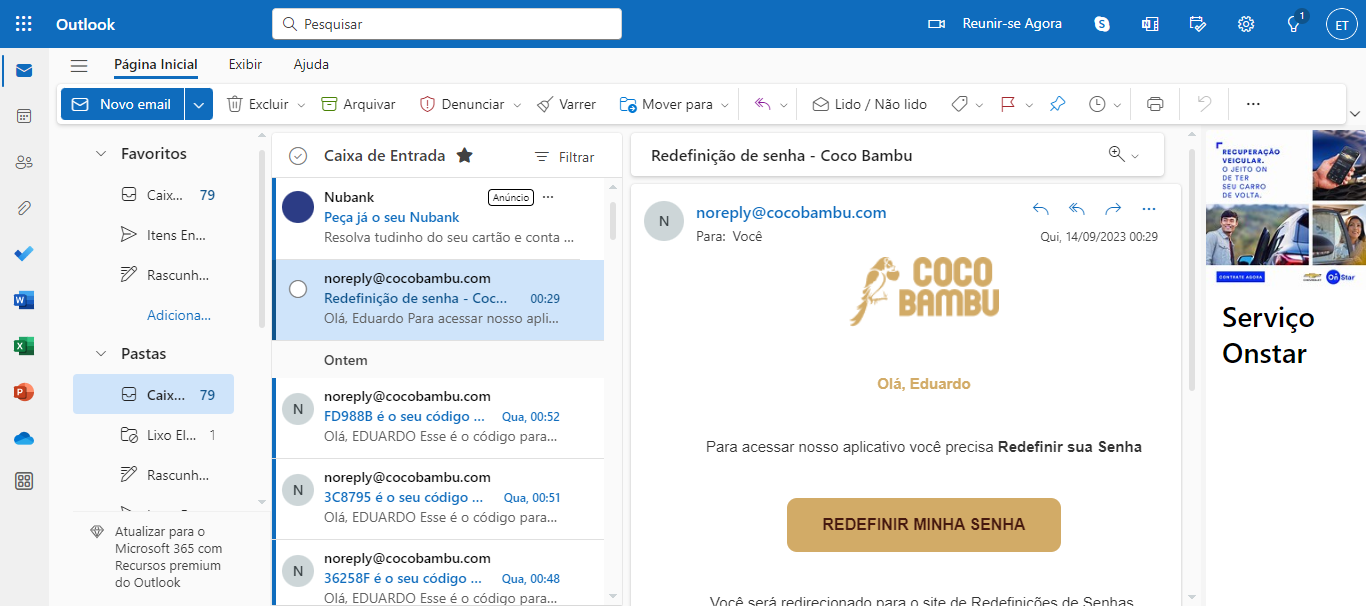 Outlook
Pesquisar
Reunir-se Agora
1
ET
Página Inicial
Exibir
Ajuda
Novo email
Excluir
Arquivar
Denunciar
Varrer
Mover para
Lido / Não lido
Favoritos
Caix... 79
Itens En...
Rascunh...
Adiciona...
Pastas
Caix... 79
Lixo El... 1
Rascunh...
Atualizar para o
Microsoft 365 com
Recursos premium
do Outlook
Caixa de Entrada
Filtrar
Nubank
Anúncio
Peça já o seu Nubank
Resolva tudinho do seu cartão e conta ...
noreply@cocobambu.com
Redefinição de senha - Coc... 00:29
Olá, Eduardo Para acessar nosso apli...
Ontem
N
noreply@cocobambu.com
FD988B é o seu código ... Qua, 00:52
Olá, EDUARDO Esse é o código para...
N
noreply@cocobambu.com
3C8795 é o seu código ... Qua, 00:51
Olá, EDUARDO Esse é o código para...
N
noreply@cocobambu.com
36258F é o seu código ... Qua, 00:48
Olá, EDUARDO Esse é o código para...
Redefinição de senha - Coco Bambu
N
noreply@cocobambu.com
Para: Você
Qui, 14/09/2023 00:29
COCO
BAMBU
Olá, Eduardo
Para acessar nosso aplicativo você precisa Redefinir sua Senha
REDEFINIR MINHA SENHA
Você será redirecionado para o site de Redefinições de Senhas
RECUPERAÇÃO
VEICULAR.
O JEITO ON
DE TER
SEU CARRO
DE VOLTA.
CONTRATE AGORA
CHEVROLET
OnStar
Serviço
Onstar